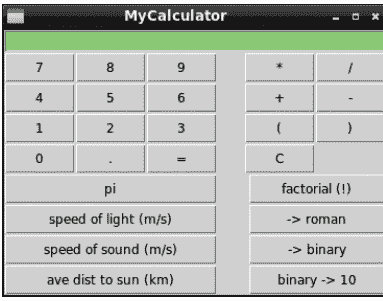 MyCalculator
7 8 9 * /
4 5 6 + -
1 2 3 ( )
0 . = C
pi factorial (!)
speed of light (m/s) -> roman
speed of sound (m/s) -> binary
ave dist to sun (km) binary -> 10